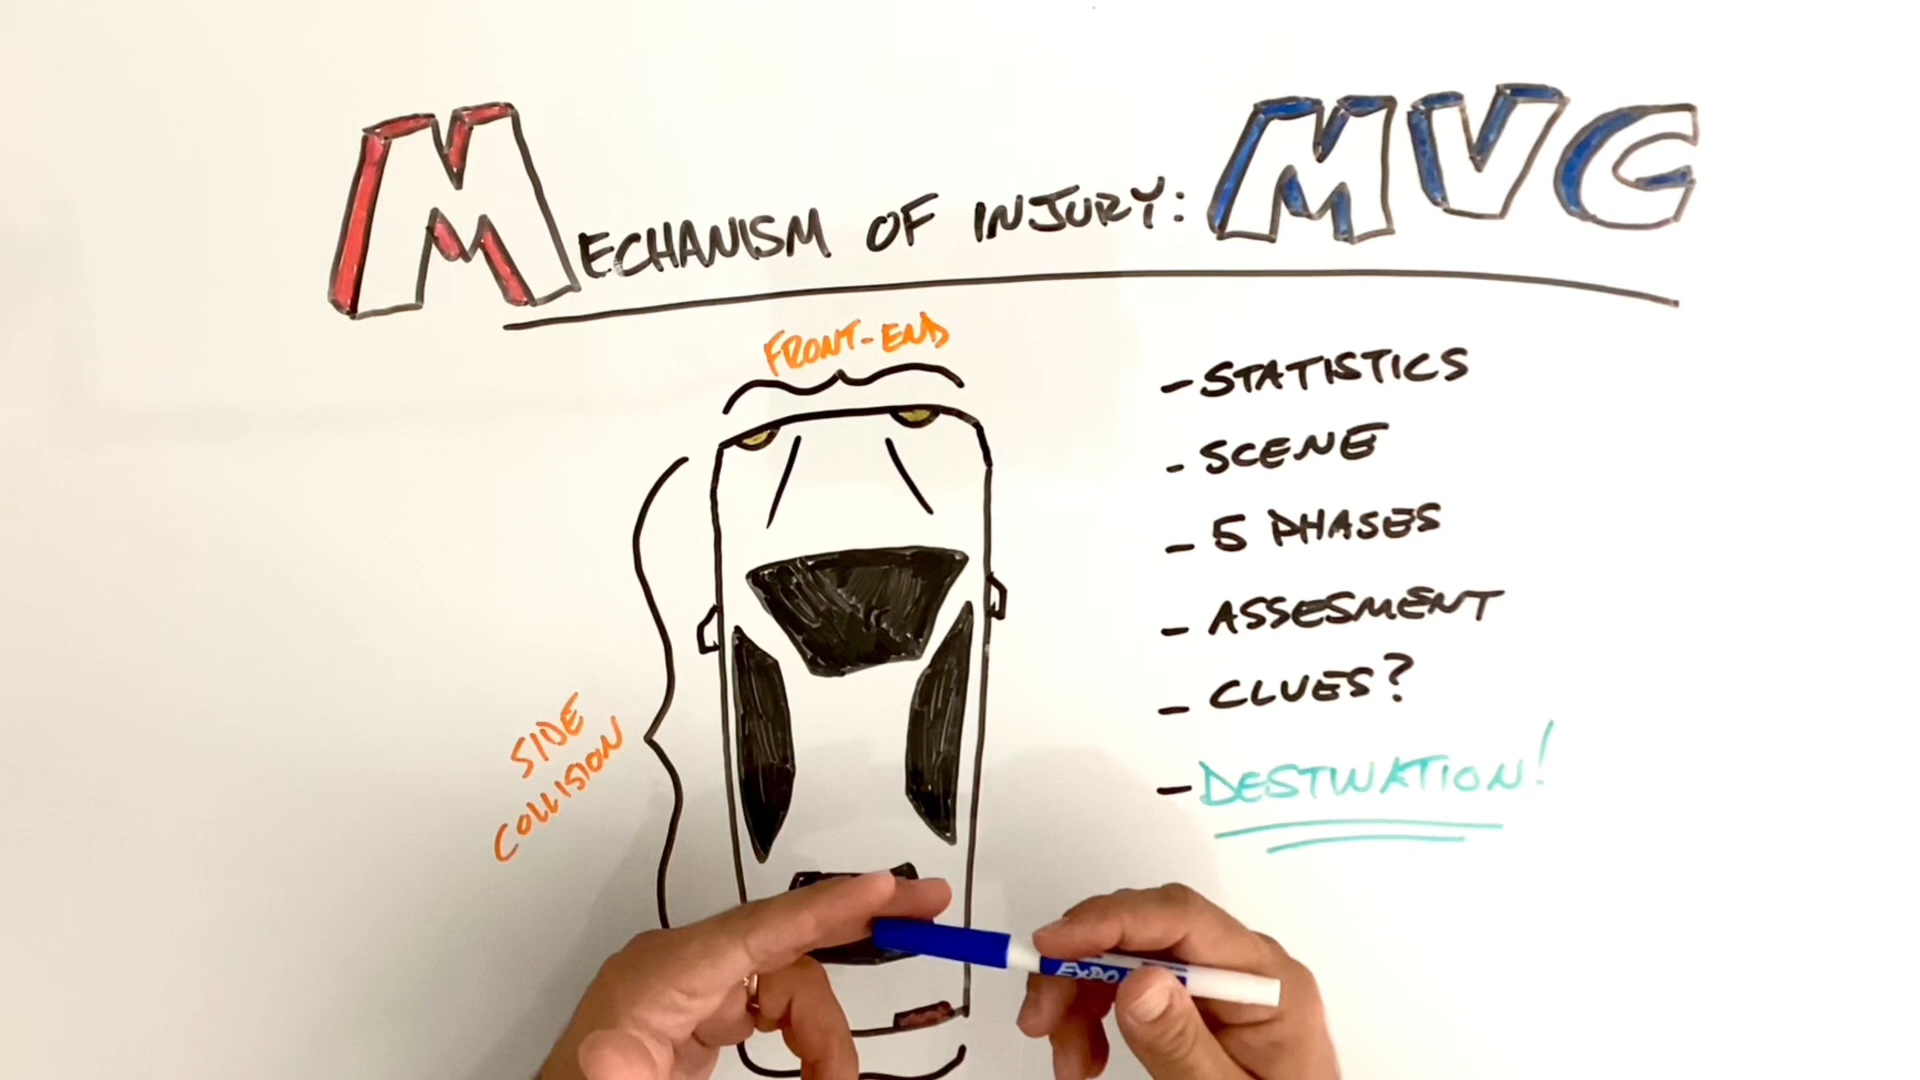 MECHANISM OF INJURY: MVC
FRONT-END
- STATISTICS
- SCENE
- 5 PHASES
- ASSESMENT
- CLUES?
- DESTINATION!
SIDE
COLLISION
EXPO